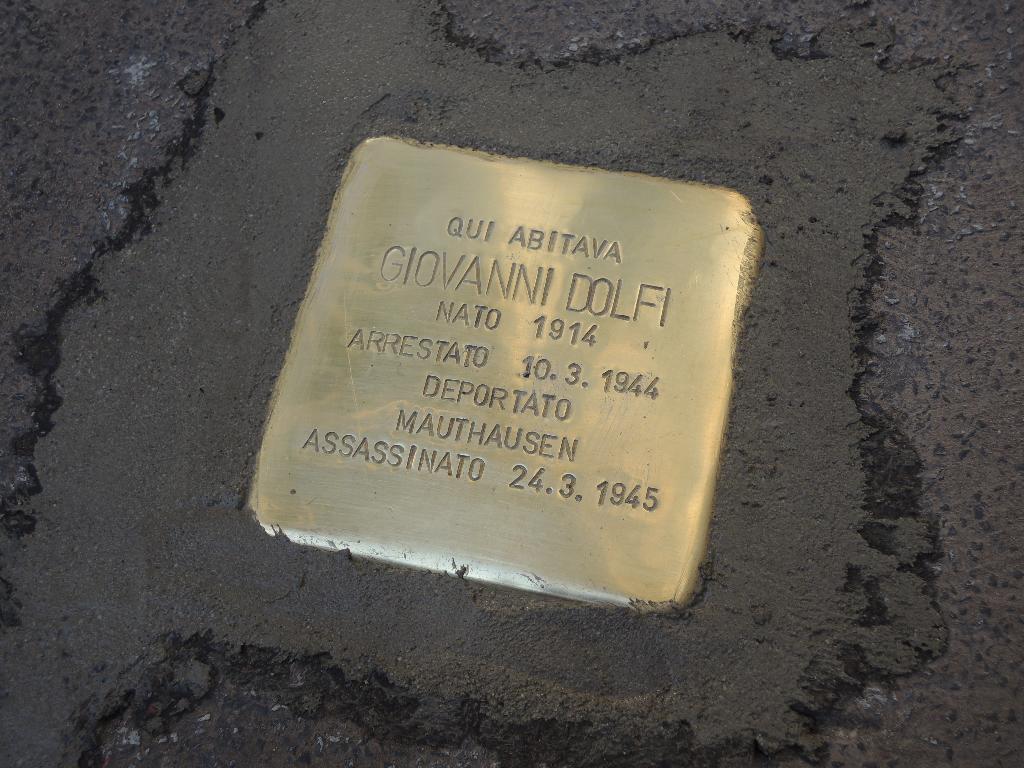 QUI ABITAVA
GIOVANNI DOLFI
NATO 1914
ARRESTATO 10.3.1944
DEPORTATO
MAUTHAUSEN
ASSASSINATO 24.3.1945